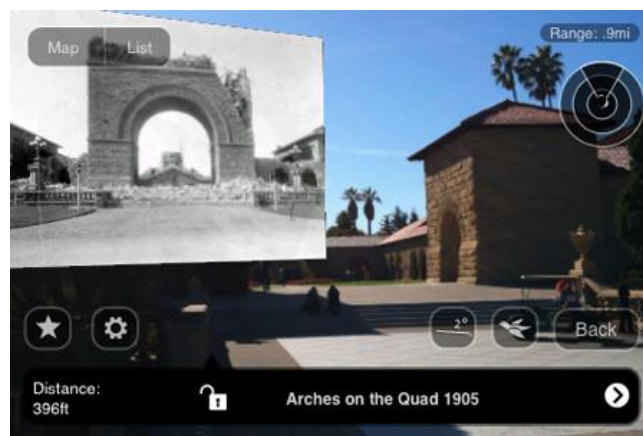 Map
List
Range: .9mi
2°
Back
Distance:
396ft
Arches on the Quad 1905